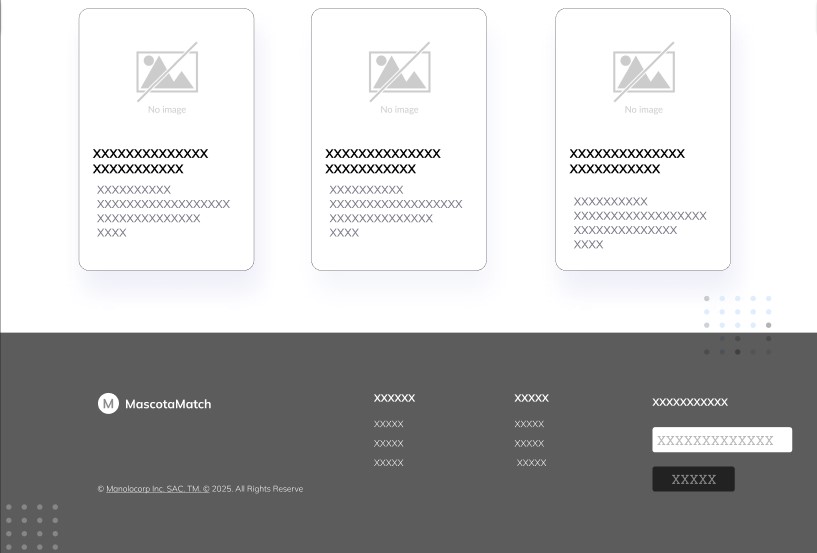 No image
No image
No image
XXXXXXXXXXXXXX
XXXXXXXXXXX
XXXXXXXXXX
XXXXXXXXXXXXXXXXXX
XXXXXXXXXXXXXX
XXXX
XXXXXXXXXXXXXX
XXXXXXXXXXX
XXXXXXXXXX
XXXXXXXXXXXXXXXXXX
XXXXXXXXXXXXXX
XXXX
XXXXXXXXXXXXXX
XXXXXXXXXXX
XXXXXXXXXX
XXXXXXXXXXXXXXXXXX
XXXXXXXXXXXXXX
XXXX
M MascotaMatch
© Manolocorp Inc. SAC. TM. © 2025. All Rights Reserve
XXXXXX
XXXXX
XXXXX
XXXXX
XXXXX
XXXXX
XXXXX
XXXXX
XXXXXXXXXXX
XXXXXXXXXXXXX
XXXXX